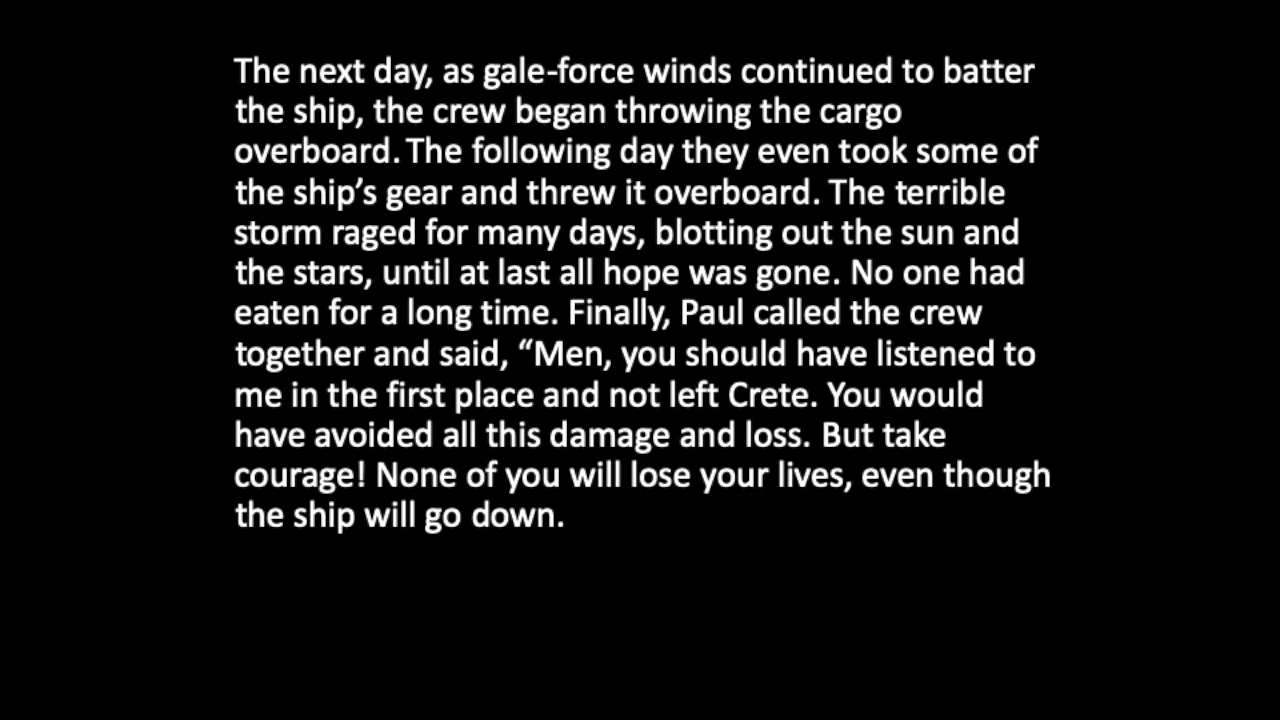 The next day, as gale-force winds continued to batter
the ship, the crew began throwing the cargo
overboard. The following day they even took some of
the ship’s gear and threw it overboard. The terrible
storm raged for many days, blotting out the sun and
the stars, until at last all hope was gone. No one had
eaten for a long time. Finally, Paul called the crew
together and said, “Men, you should have listened to
me in the first place and not left Crete. You would
have avoided all this damage and loss. But take
courage! None of you will lose your lives, even though
the ship will go down.